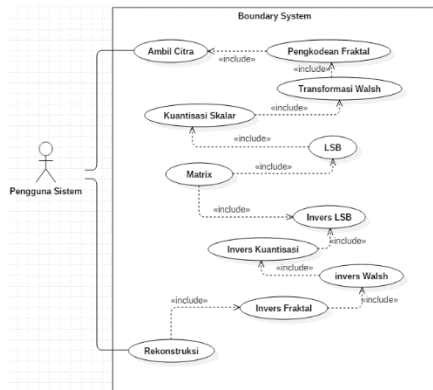 Boundary System
Ambil Citra
«include»
Pengkodean Fraktal
«include»
Transformasi Walsh
«include»
Kuantisasi Skalar
«include»
LSB
«include»
Matrix
Pengguna Sistem
«include»
Invers LSB
«include»
Invers Kuantisasi
«include»
invers Walsh
«include»
«include»
Invers Fraktal
Rekonstruksi